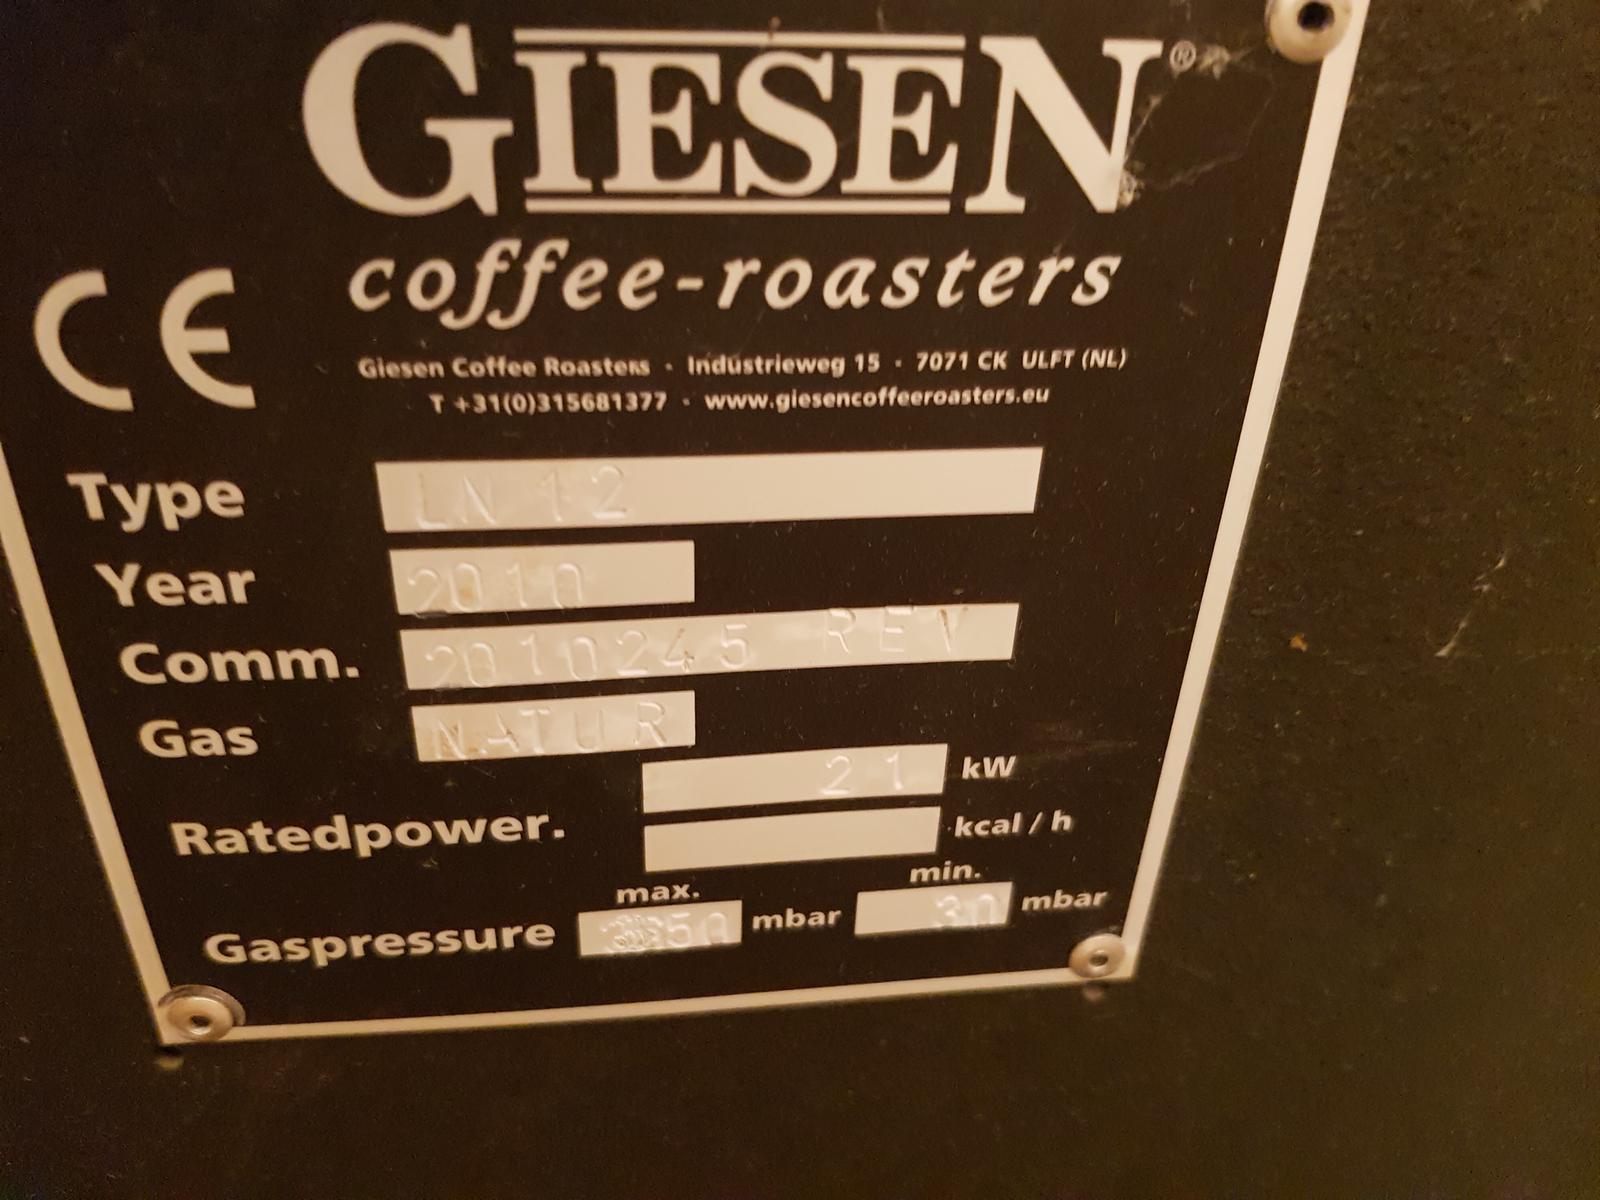 GIESEN®
coffee-roasters
CE
Giesen Coffee Roasters · Industrieweg 15 · 7071 CK ULFT (NL)
T +31(0)315681377 · www.giesencoffeeroasters.eu
Type LN 12
Year 2010
Comm. 2010245 REV
Gas NATUR
Ratedpower. 21 kW
kcal / h
max. min.
Gaspressure mbar 30 mbar